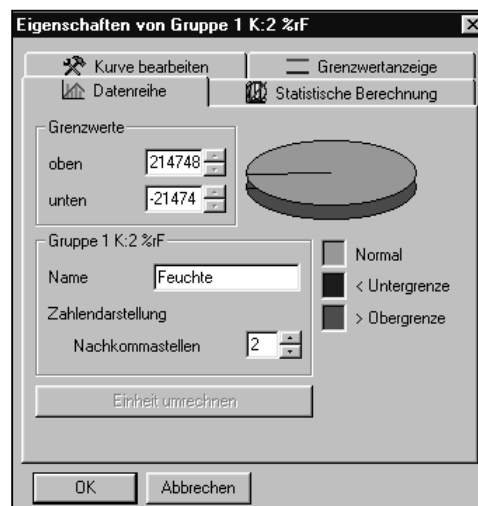 Eigenschaften von Gruppe 1 K:2 %rF
Kurve bearbeiten
Grenzwertanzeige
Datenreihe
Statistische Berechnung
Grenzwerte
oben 214748
unten -21474
Gruppe 1 K:2 %rF
Name Feuchte
Zahlendarstellung
Nachkommastellen 2
Normal
< Untergrenze
> Obergrenze
Einheit umrechnen
OK Abbrechen